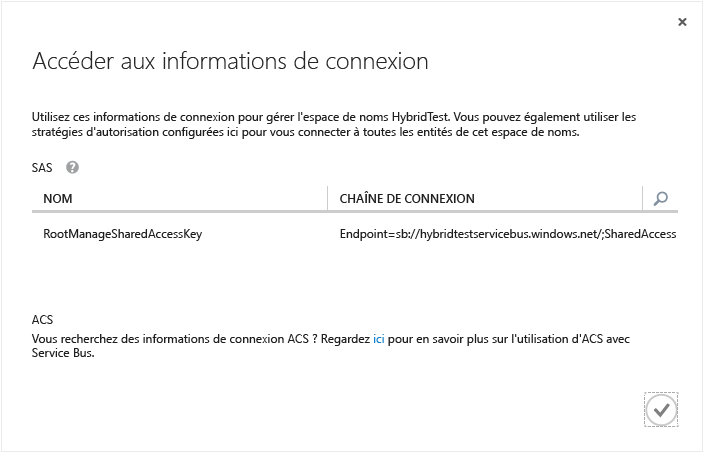 Accéder aux informations de connexion
Utilisez ces informations de connexion pour gérer l'espace de noms HybridTest. Vous pouvez également utiliser les
stratégies d'autorisation configurées ici pour vous connecter à toutes les entités de cet espace de noms.
SAS ?
NOM CHAÎNE DE CONNEXION
RootManageSharedAccessKey Endpoint=sb://hybridtestservicebus.windows.net/;SharedAccess
ACS
Vous recherchez des informations de connexion ACS ? Regardez ici pour en savoir plus sur l'utilisation d'ACS avec
Service Bus.